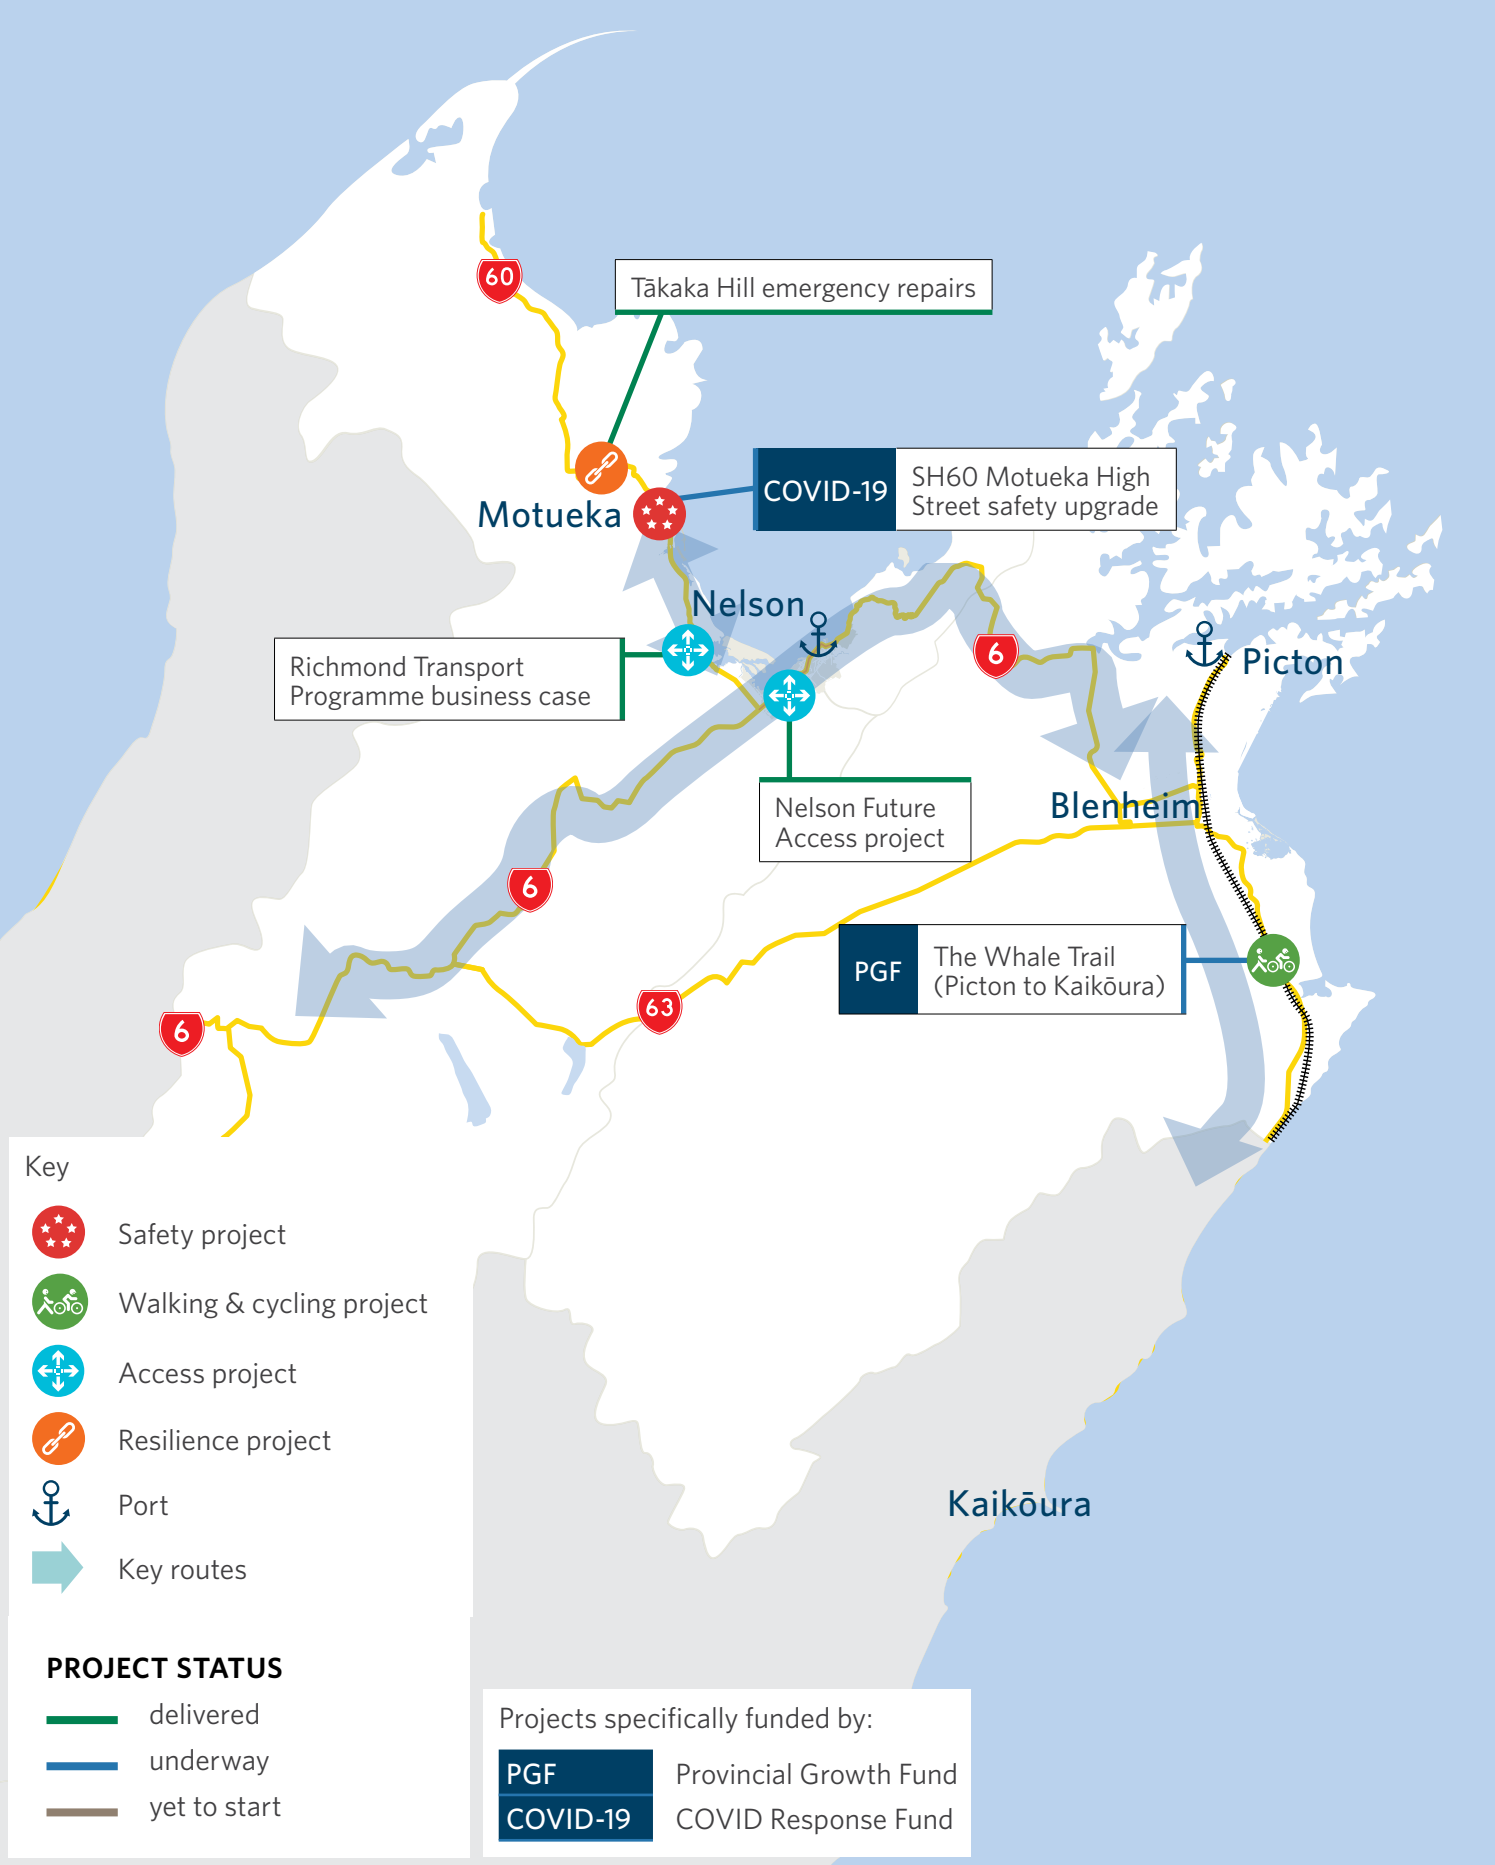 60
Tākaka Hill emergency repairs
COVID-19
SH60 Motueka High
Street safety upgrade
Motueka
Nelson
Richmond Transport
Programme business case
6
Picton
Nelson Future
Access project
Blenheim
6
63
PGF
The Whale Trail
(Picton to Kaikōura)
6
Kaikōura
Key
Safety project
Walking & cycling project
Access project
Resilience project
Port
Key routes
PROJECT STATUS
delivered
underway
yet to start
Projects specifically funded by:
PGF
Provincial Growth Fund
COVID-19
COVID Response Fund